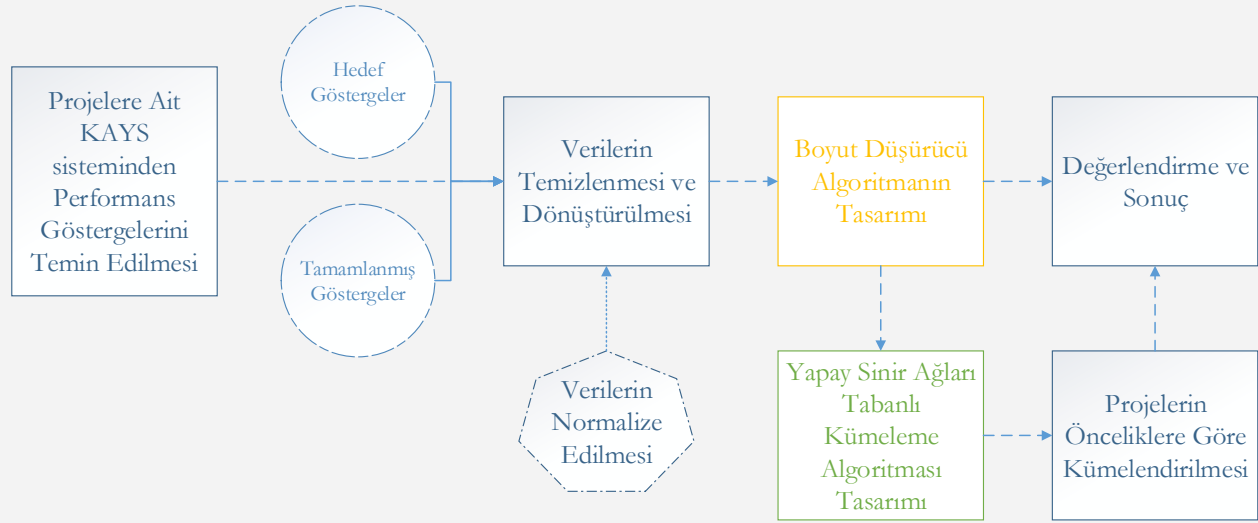 Projelere Ait
KAYS
sisteminden
Performans
Göstergelerini
Temin Edilmesi
Hedef
Göstergeler
Tamamlanmış
Göstergeler
Verilerin
Temizlenmesi ve
Dönüştürülmesi
Verilerin
Normalize
Edilmesi
Boyut Düşürücü
Algoritmanın
Tasarımı
Yapay Sinir Ağları
Tabanlı
Kümeleme
Algoritması
Tasarımı
Değerlendirme ve
Sonuç
Projelerin
Önceliklere Göre
Kümelendirilmesi